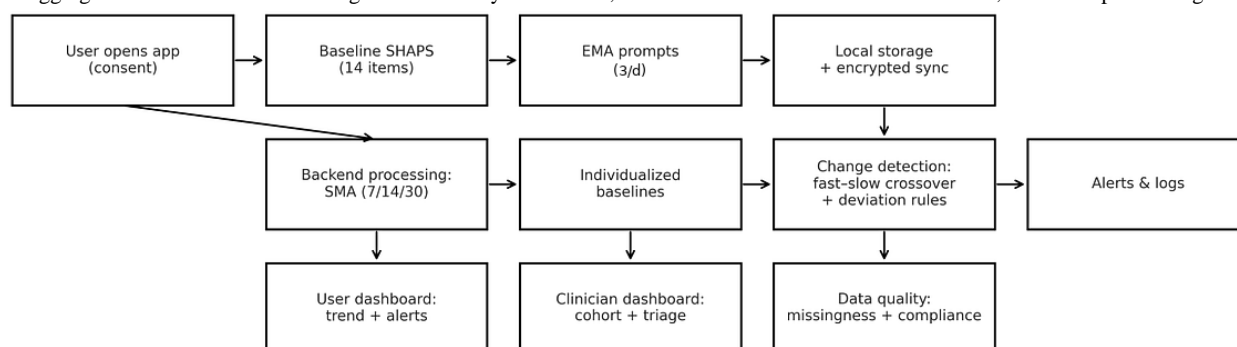 User opens app
(consent)
Baseline SHAPS
(14 items)
EMA prompts
(3/d)
Local storage
+ encrypted sync
Backend processing:
SMA (7/14/30)
Individualized
baselines
Change detection:
fast–slow crossover
+ deviation rules
Alerts & logs
User dashboard:
trend + alerts
Clinician dashboard:
cohort + triage
Data quality:
missingness + compliance